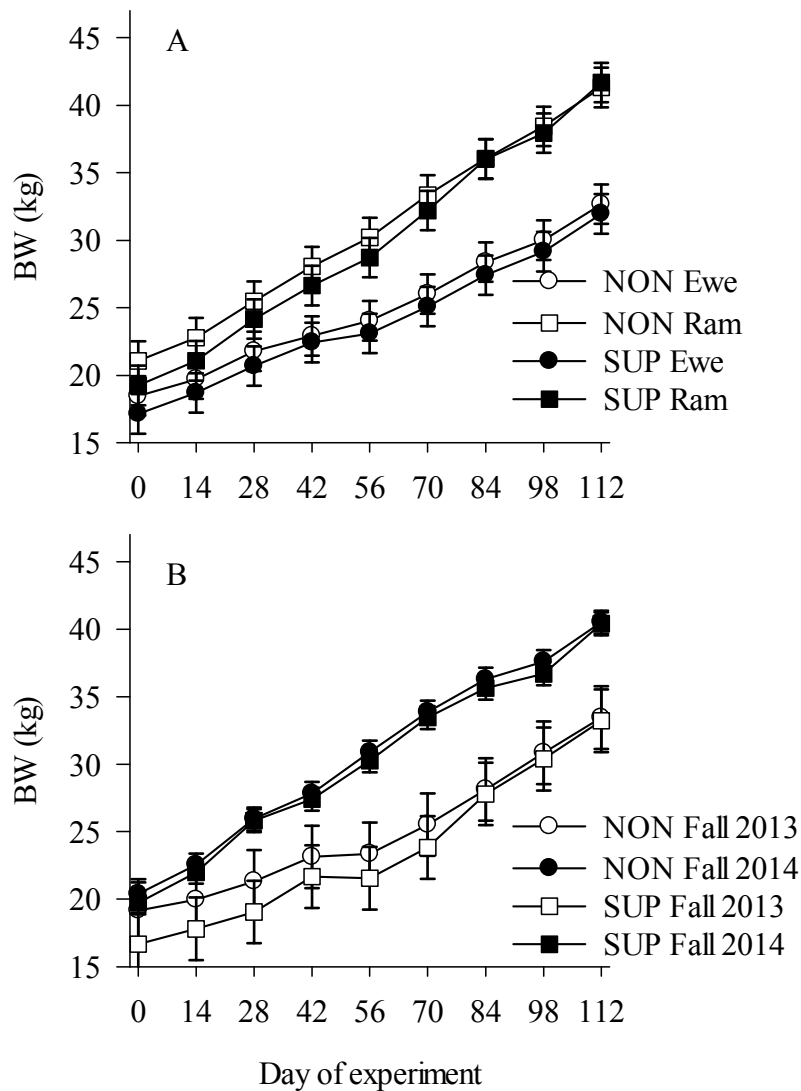 A
45
40
35
30
25
20
15
BW (kg)
NON Ewe
NON Ram
SUP Ewe
SUP Ram
0 14 28 42 56 70 84 98 112
B
45
40
35
30
25
20
15
BW (kg)
NON Fall 2013
NON Fall 2014
SUP Fall 2013
SUP Fall 2014
0 14 28 42 56 70 84 98 112
Day of experiment